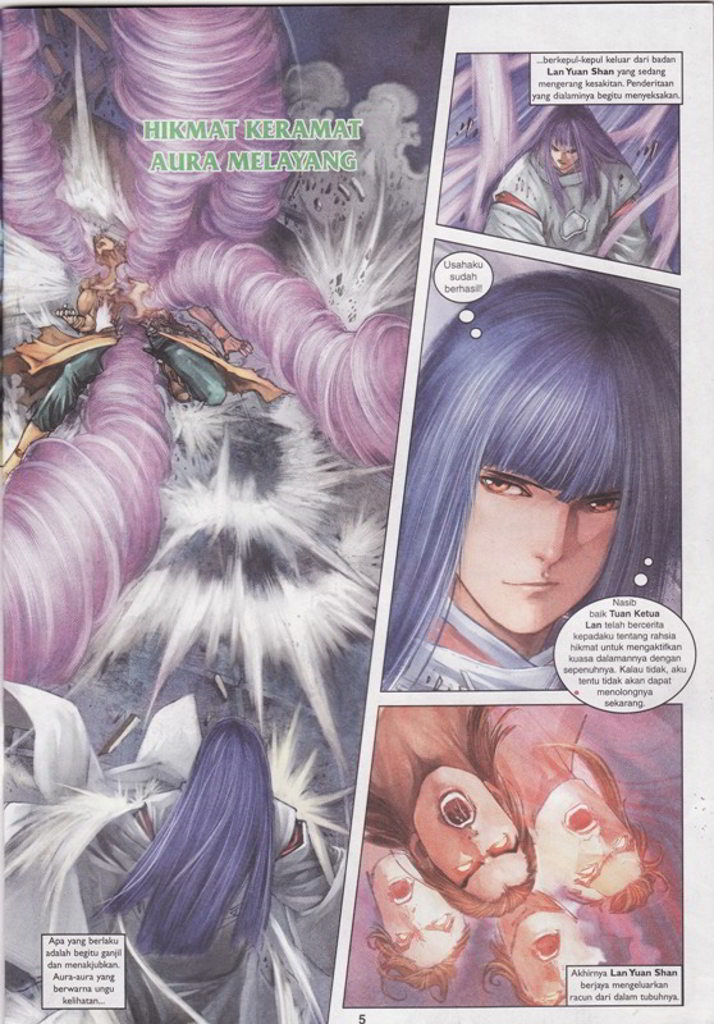 HIKMAT KERAMAT
AURA MELAYANG
Apa yang berlaku
adalah begitu ganjil
dan menakjubkan.
Aura-aura yang
berwarna ungu
kelihatan...
...berkepul-kepul keluar dari badan
Lan Yuan Shan yang sedang
mengerang kesakitan. Penderitaan
yang dialaminya begitu menyeksakan.
Usahaku
sudah
berhasil!
Nasib
baik Tuan Ketua
Lan telah bercerita
kepadaku tentang rahsia
hikmat untuk mengaktifkan
kuasa dalamannya dengan
sepenuhnya. Kalau tidak, aku
tentu tidak akan dapat
menolongnya
sekarang.
Akhirnya Lan Yuan Shan
berjaya mengeluarkan
racun dari dalam tubuhnya.
5